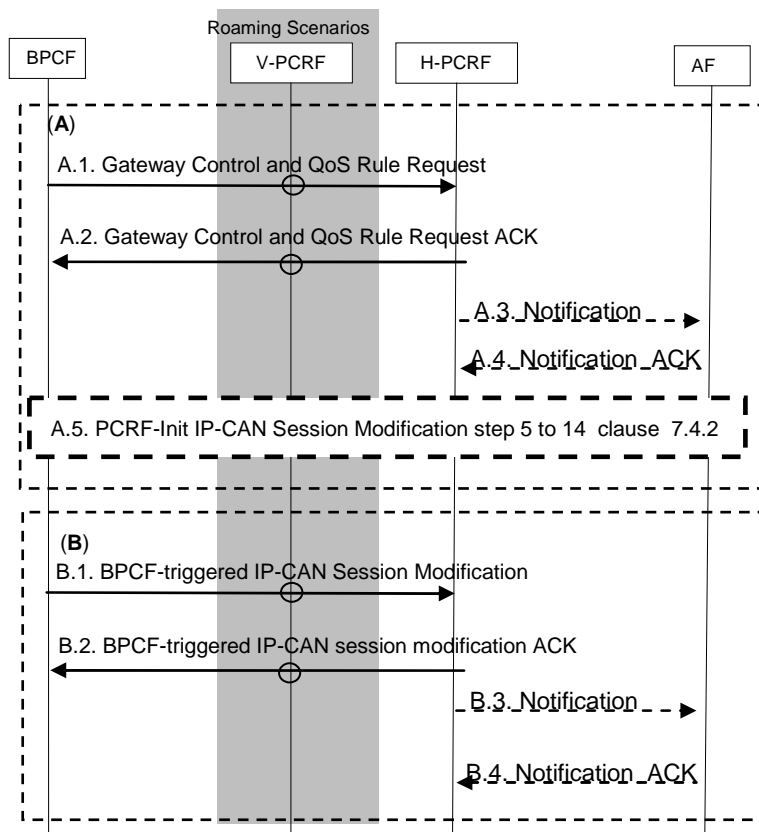 Roaming Scenarios
BPCF
V-PCRF
H-PCRF
AF
(A)
A.1. Gateway Control and QoS Rule Request
A.2. Gateway Control and QoS Rule Request ACK
A.3. Notification
A.4. Notification ACK
A.5. PCRF-Init IP-CAN Session Modification step 5 to 14 clause 7.4.2
(B)
B.1. BPCF-triggered IP-CAN Session Modification
B.2. BPCF-triggered IP-CAN session modification ACK
B.3. Notification
B.4. Notification ACK